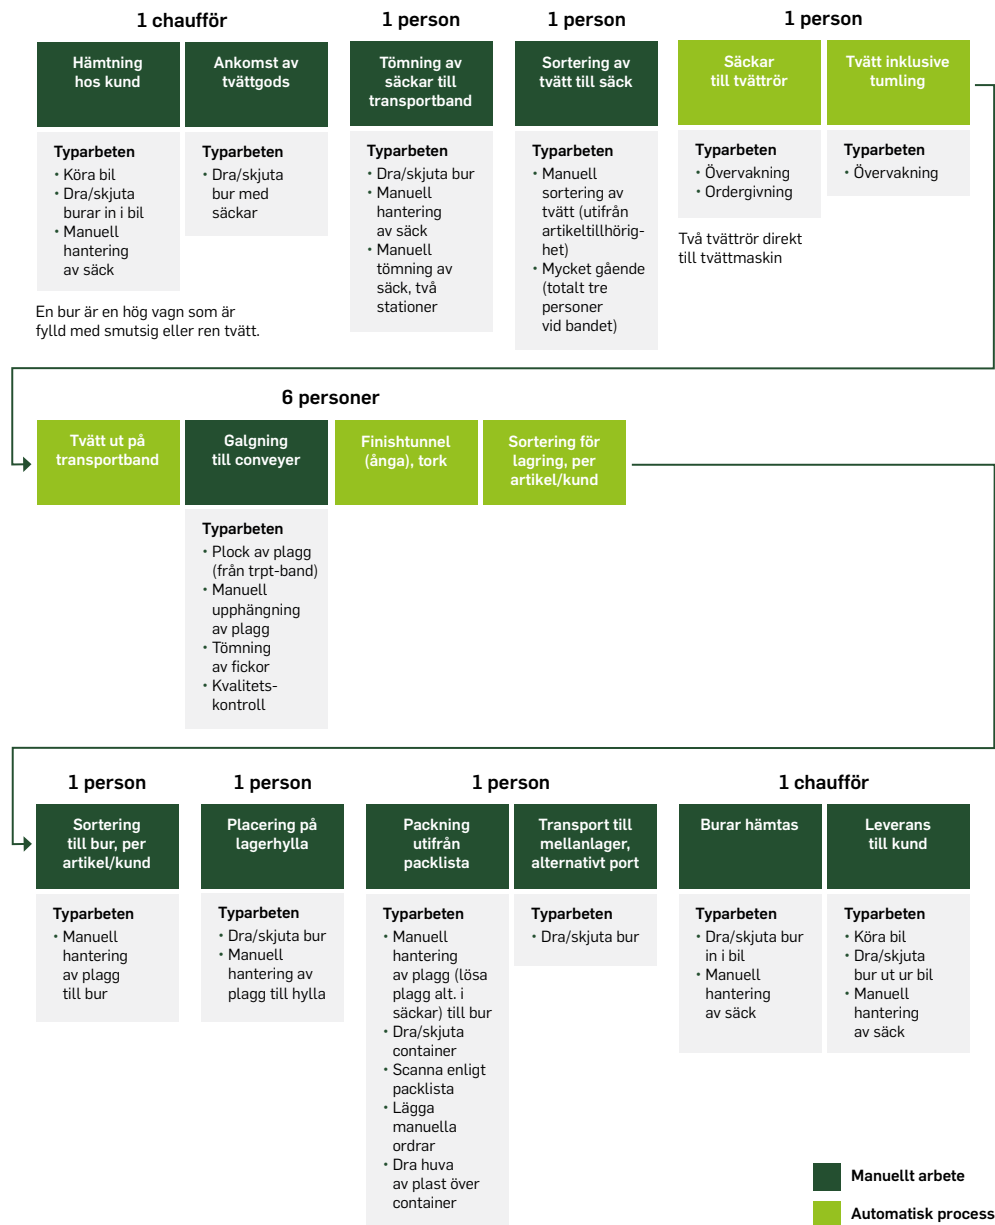 1 chaufför
Hämtning
hos kund
Typarbeten
• Köra bil
• Dra/skjuta
burar in i bil
• Manuell
hantering
av säck
Ankomst av
tvättgods
Typarbeten
• Dra/skjuta
bur med
säckar
En bur är en hög vagn som är
fylld med smutsig eller ren tvätt.
1 person
Tömning av
säckar till
transportband
Typarbeten
• Dra/skjuta bur
• Manuell
hantering
av säck
• Manuell
tömning av
säck, två
stationer
1 person
Sortering av
tvätt till säck
Typarbeten
• Manuell
sortering av
tvätt (utifrån
artikeltillhörig-
het)
• Mycket gående
(totalt tre
personer
vid bandet)
1 person
Säckar
till tvättrör
Typarbeten
• Övervakning
• Ordergivning
Två tvättrör direkt
till tvättmaskin
Tvätt inklusive
tumling
Typarbeten
• Övervakning
6 personer
Tvätt ut på
transportband
Galgning
till conveyer
Typarbeten
• Plock av plagg
(från trpt-band)
• Manuell
upphängning
av plagg
• Tömning
av fickor
• Kvalitets-
kontroll
Finishtunnel
(ånga), tork
Sortering för
lagring, per
artikel/kund
1 person
Sortering
till bur, per
artikel/kund
Typarbeten
• Manuell
hantering
av plagg
till bur
1 person
Placering på
lagerhylla
Typarbeten
• Dra/skjuta bur
• Manuell
hantering av
plagg till hylla
1 person
Packning
utifrån
packlista
Typarbeten
• Manuell
hantering
av plagg (lösa
plagg alt. i
säckar) till bur
• Dra/skjuta
container
• Scanna enligt
packlista
• Lägga
manuella
ordrar
• Dra huva
av plast över
container
Transport till
mellanlager,
alternativt port
Typarbeten
• Dra/skjuta bur
1 chaufför
Burar hämtas
Typarbeten
• Dra/skjuta bur
in i bil
• Manuell
hantering
av säck
Leverans
till kund
Typarbeten
• Köra bil
• Dra/skjuta
bur ut ur bil
• Manuell
hantering
av säck
Manuellt arbete
Automatisk process